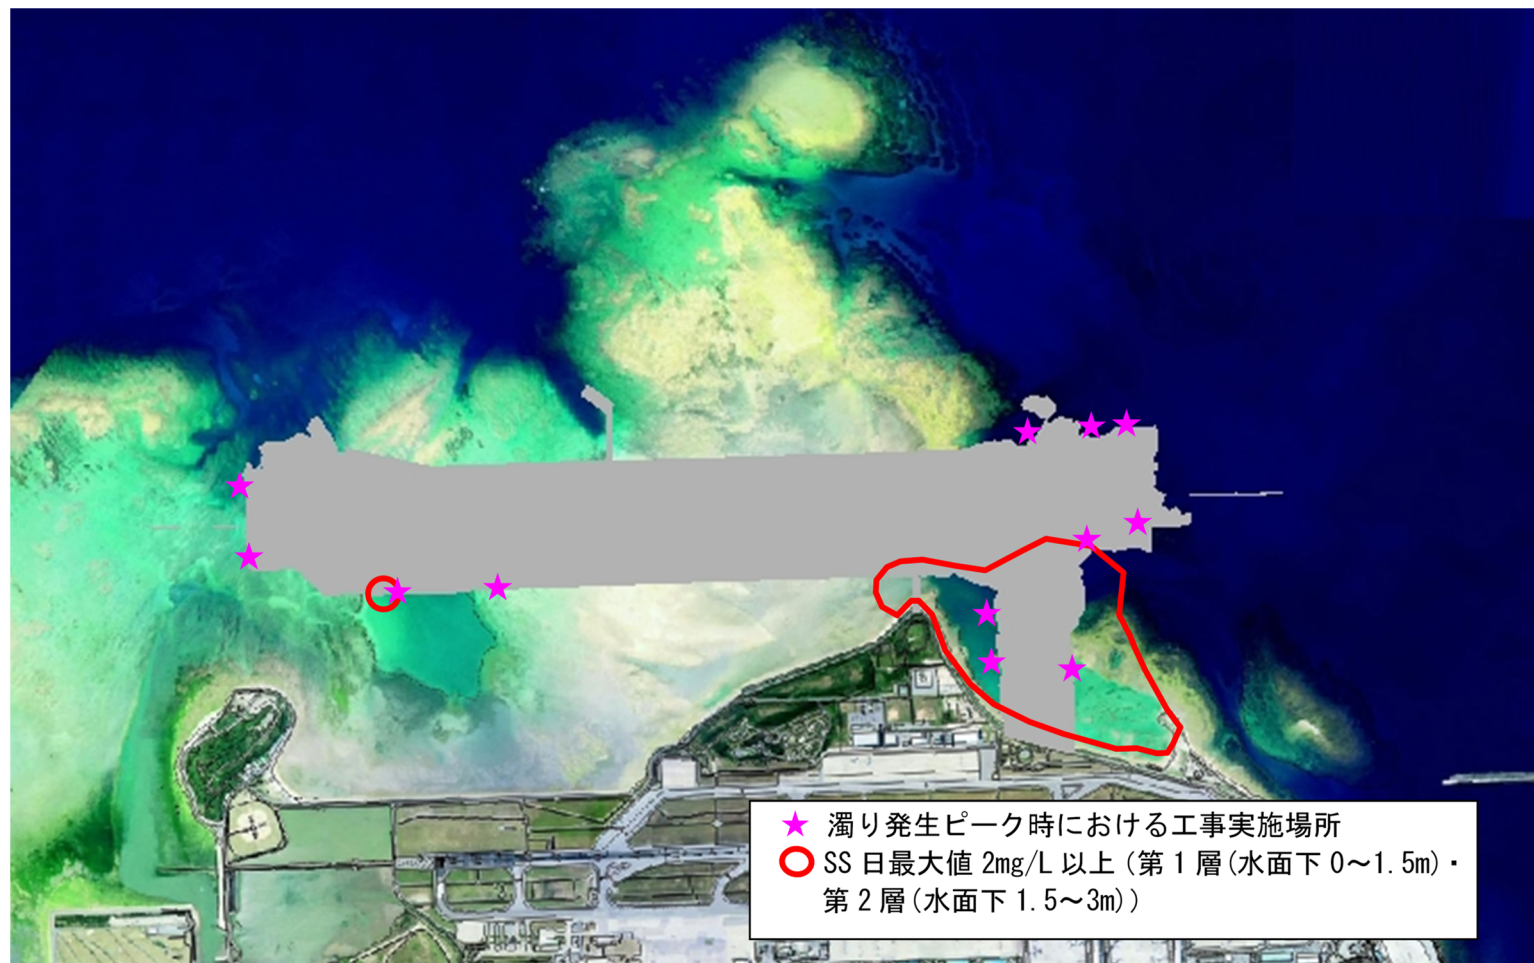 濁り発生ピーク時における工事実施場所
SS 日最大値 2mg/L 以上（第 1 層(水面下 0～1.5m)・
第 2 層(水面下 1.5～3m)）